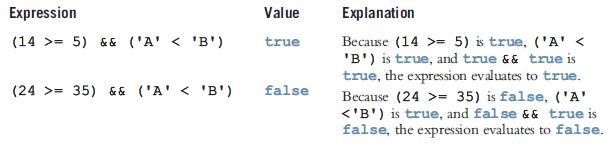 Expression Value Explanation
(14 >= 5) && ('A' < 'B') true Because (14 >= 5) is true, ('A' <
'B') is true, and true && true is
true, the expression evaluates to true.
(24 >= 35) && ('A' < 'B') false Because (24 >= 35) is false, ('A'
<'B') is true, and false && true is
false, the expression evaluates to false.